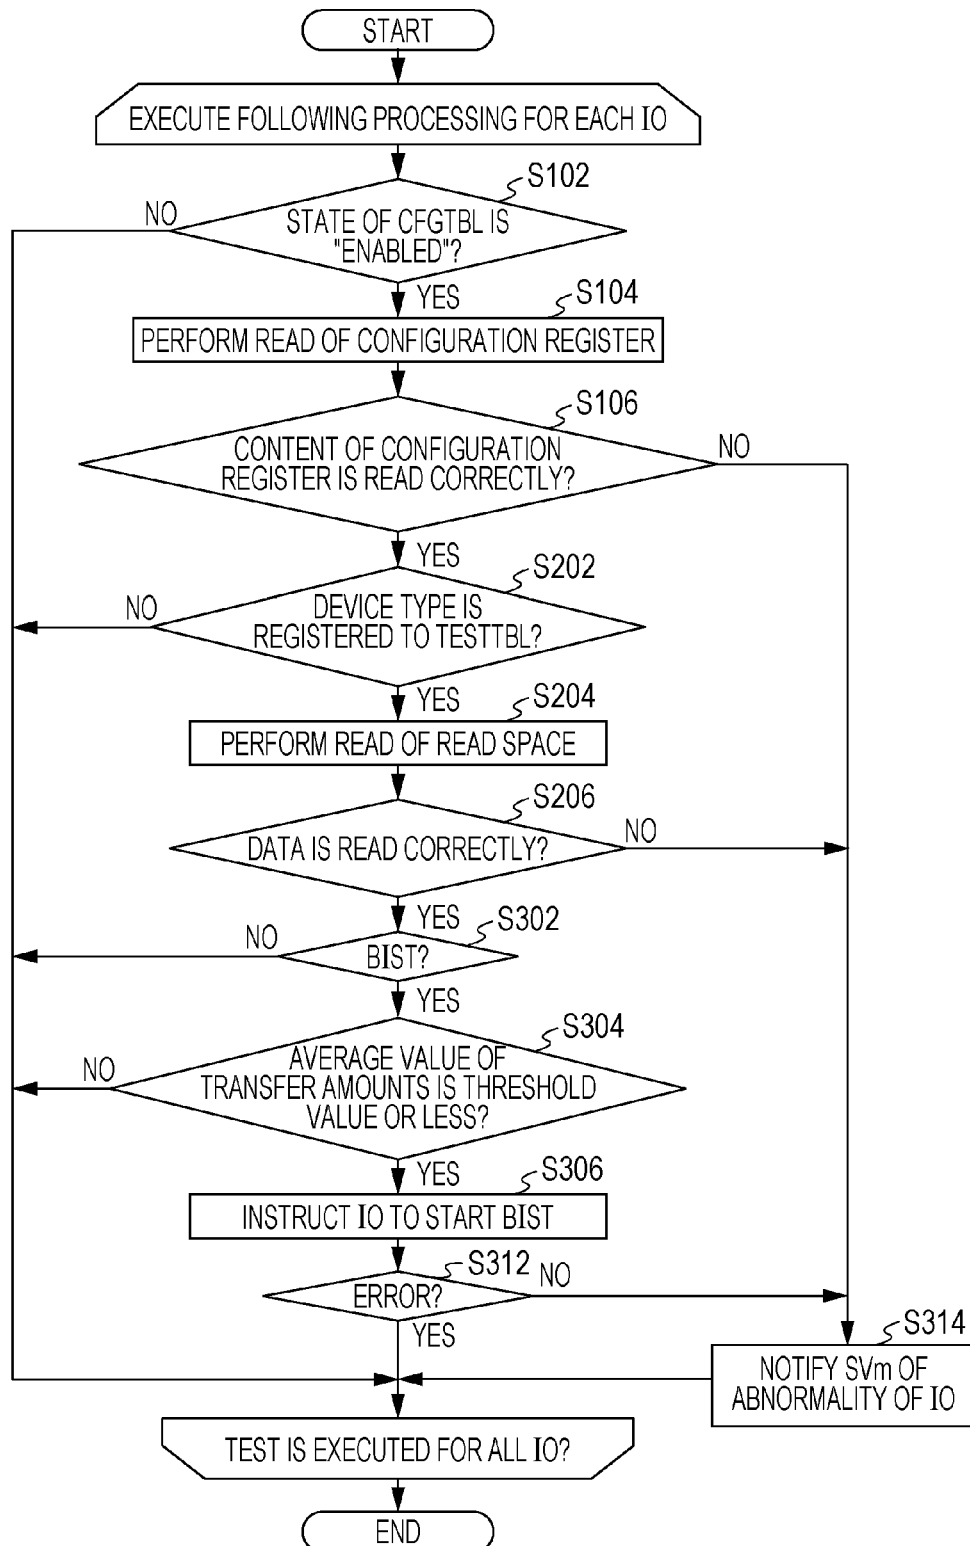 START
EXECUTE FOLLOWING PROCESSING FOR EACH IO
S102
NO
STATE OF CFGTBL IS
"ENABLED"?
YES
S104
PERFORM READ OF CONFIGURATION REGISTER
S106
CONTENT OF CONFIGURATION
REGISTER IS READ CORRECTLY?
NO
YES
S202
NO
DEVICE TYPE IS
REGISTERED TO TESTTBL?
YES
S204
PERFORM READ OF READ SPACE
S206
DATA IS READ CORRECTLY?
NO
YES
S302
NO
BIST?
YES
S304
NO
AVERAGE VALUE OF
TRANSFER AMOUNTS IS THRESHOLD
VALUE OR LESS?
YES
S306
INSTRUCT IO TO START BIST
S312
ERROR?
NO
YES
S314
NOTIFY SVm OF
ABNORMALITY OF IO
TEST IS EXECUTED FOR ALL IO?
END